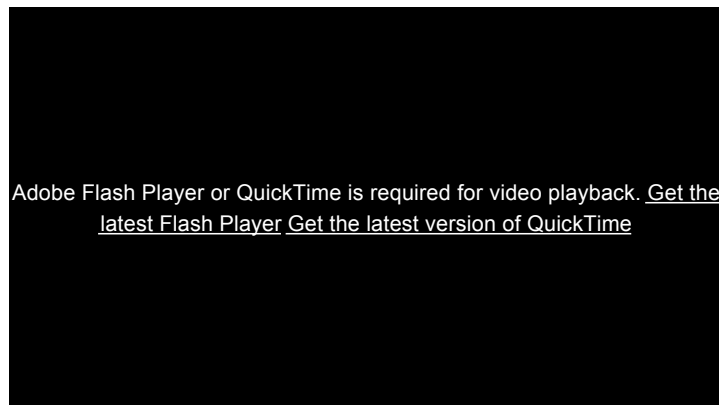 Adobe Flash Player or QuickTime is required for video playback. Get the
latest Flash Player Get the latest version of QuickTime